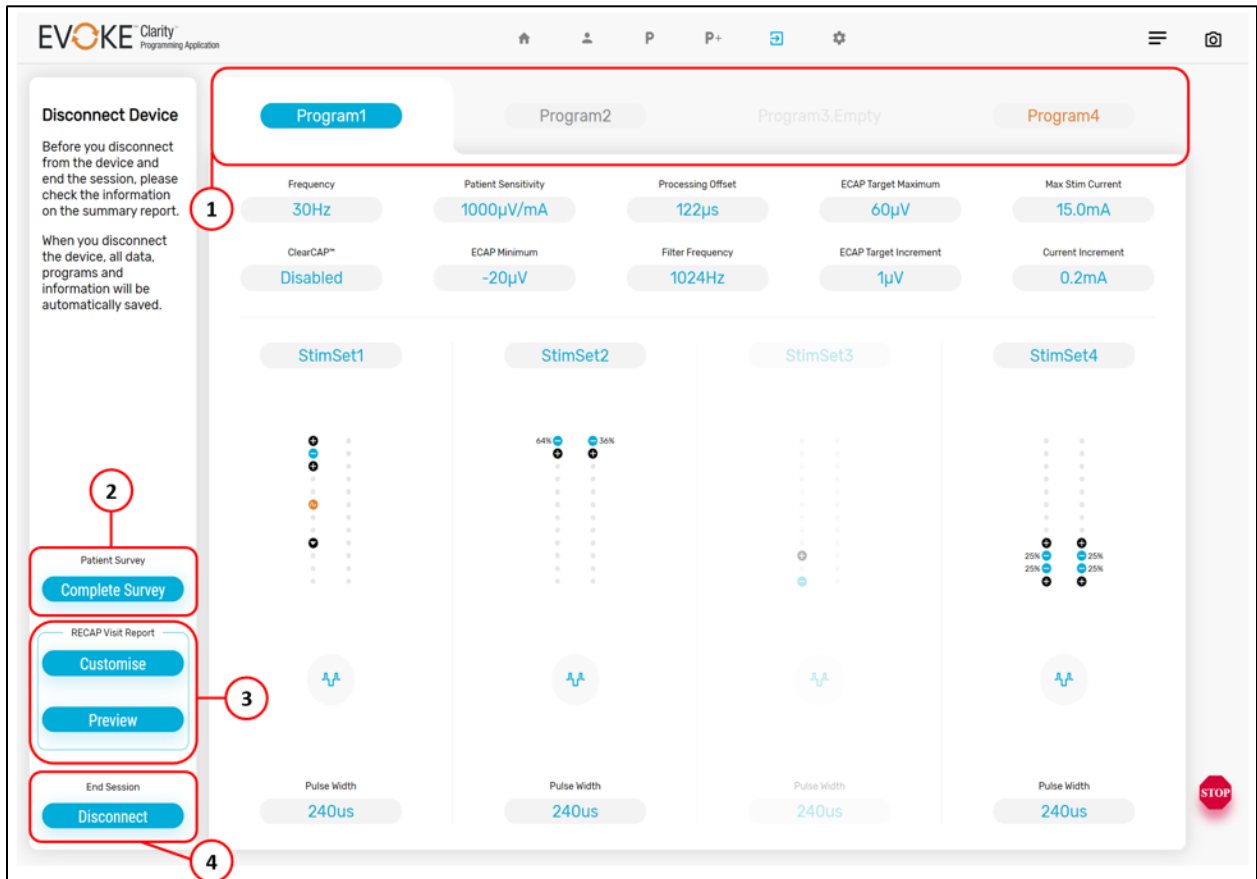 EVOKE™ Clarity™
Programming Application
P
P+
Disconnect Device
Before you disconnect
from the device and
end the session, please
check the information
on the summary report.
When you disconnect
the device, all data,
programs and
information will be
automatically saved.
1
2
Patient Survey
Complete Survey
RECAP Visit Report
Customise
Preview
3
End Session
Disconnect
4
Program1 Program2 Program3.Empty Program4
Frequency Patient Sensitivity Processing Offset ECAP Target Maximum Max Stim Current
30Hz 1000µV/mA 122µs 60µV 15.0mA
ClearCAP™ ECAP Minimum Filter Frequency ECAP Target Increment Current Increment
Disabled -20µV 1024Hz 1µV 0.2mA
StimSet1 StimSet2 StimSet3 StimSet4
64% 36%
25% 25%
25% 25%
Pulse Width Pulse Width Pulse Width Pulse Width
240us 240us 240us 240us
STOP